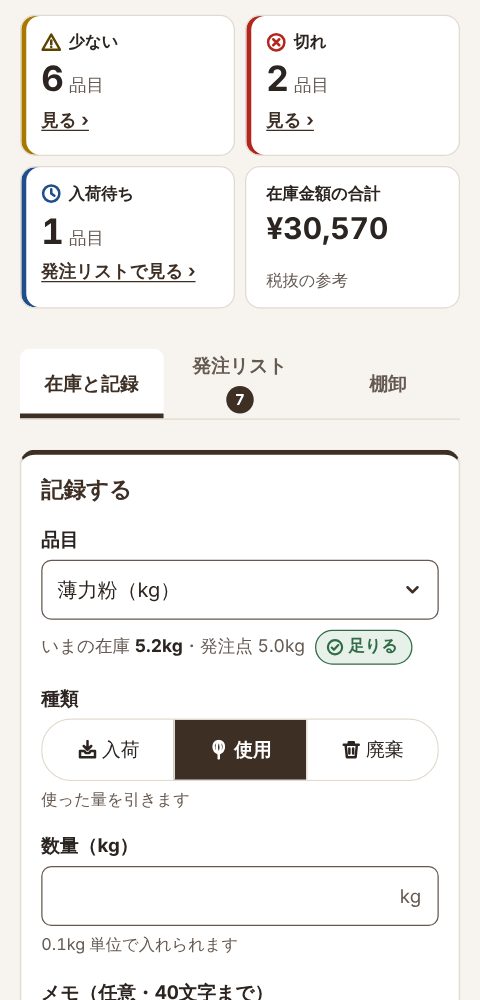 少ない
6 品目
見る ›
切れ
2 品目
見る ›
入荷待ち
1 品目
発注リストで見る ›
在庫金額の合計
¥30,570
税抜の参考
在庫と記録
発注リスト
7
棚卸
記録する
品目
薄力粉（kg）
いまの在庫 5.2kg・発注点 5.0kg 足りる
種類
入荷 使用 廃棄
使った量を引きます
数量（kg）
kg
0.1kg 単位で入れられます
メモ（任意・40文字まで）